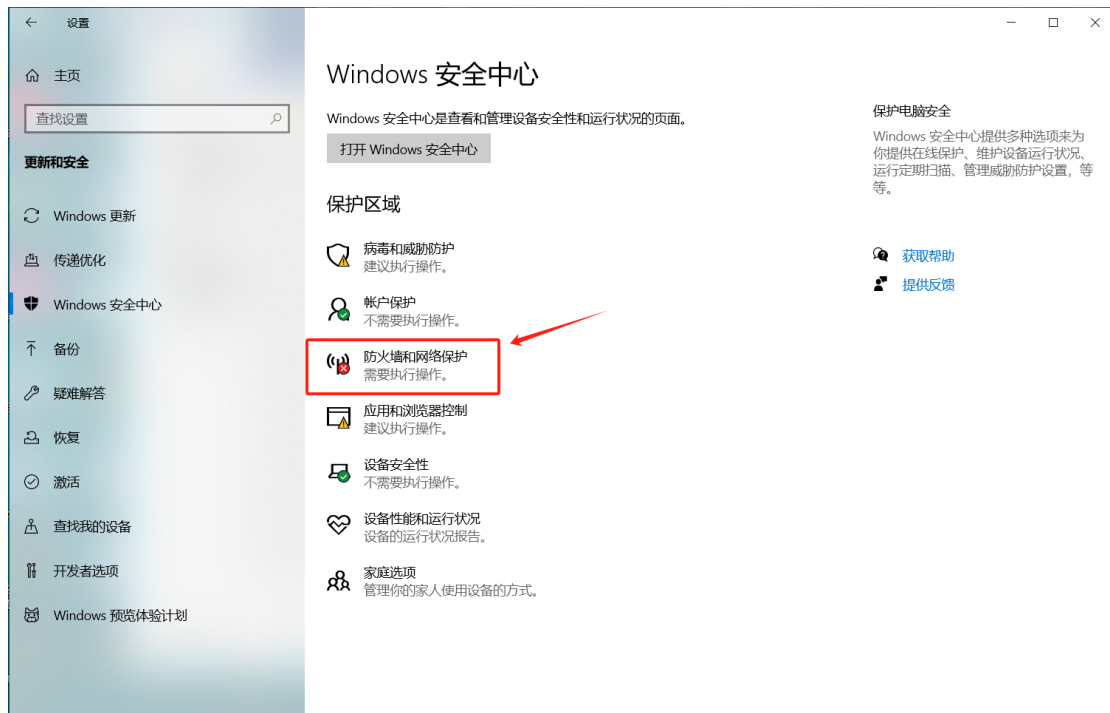 设置
主页
查找设置
更新和安全
Windows 更新
传递优化
Windows 安全中心
备份
疑难解答
恢复
激活
查找我的设备
开发者选项
Windows 预览体验计划
Windows 安全中心
Windows 安全中心是查看和管理设备安全性和运行状况的页面。
打开 Windows 安全中心
保护区域
病毒和威胁防护
建议执行操作。
帐户保护
不需要执行操作。
防火墙和网络保护
需要执行操作。
应用和浏览器控制
建议执行操作。
设备安全性
不需要执行操作。
设备性能和运行状况
设备的运行状况报告。
家庭选项
管理你的家人使用设备的方式。
保护电脑安全
Windows 安全中心提供多种选项来为
你提供在线保护、维护设备运行状况、
运行定期扫描、管理威胁防护设置，等
等。
获取帮助
提供反馈